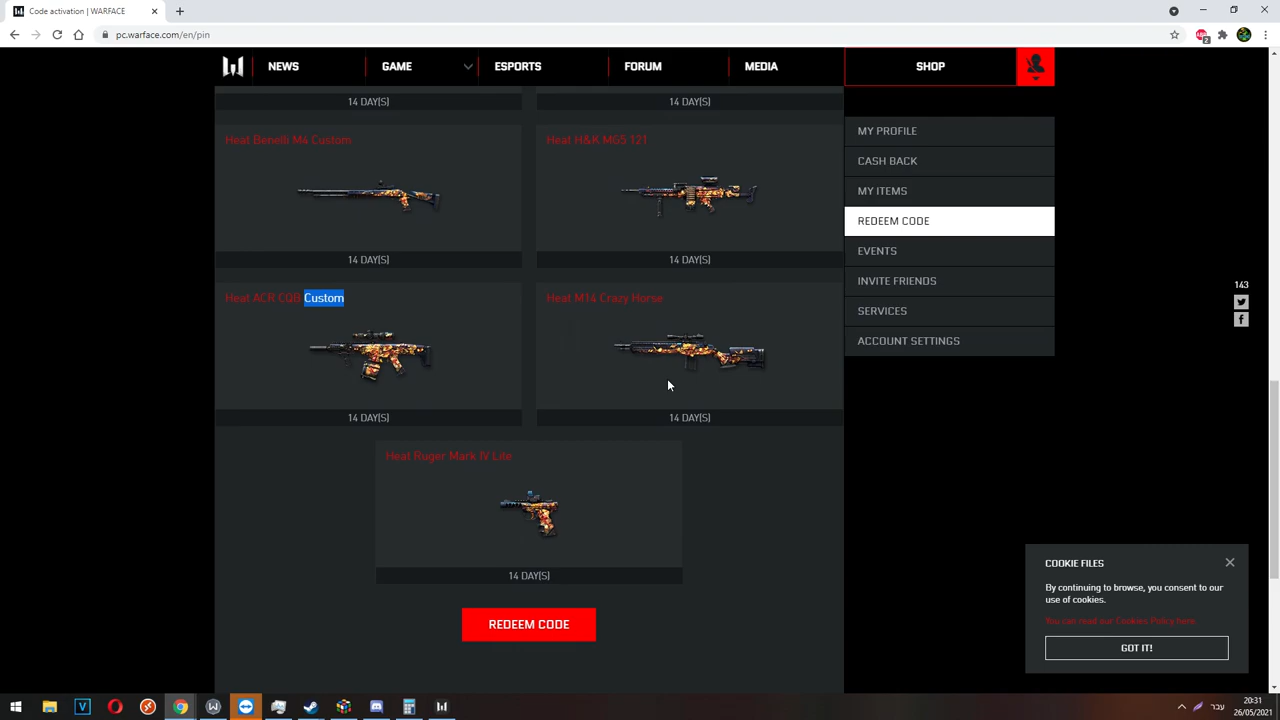 Code activation | WARFACE
pc.warface.com/en/pin
2
NEWS
GAME
ESPORTS
FORUM
MEDIA
SHOP
14 DAY(S)
14 DAY(S)
Heat Benelli M4 Custom
Heat H&K MG5 121
14 DAY(S)
14 DAY(S)
Heat ACR CQB Custom
Heat M14 Crazy Horse
14 DAY(S)
14 DAY(S)
Heat Ruger Mark IV Lite
14 DAY(S)
REDEEM CODE
MY PROFILE
CASH BACK
MY ITEMS
REDEEM CODE
EVENTS
INVITE FRIENDS
SERVICES
ACCOUNT SETTINGS
143
COOKIE FILES
By continuing to browse, you consent to our
use of cookies.
You can read our Cookies Policy here.
GOT IT!
עבר
20:31
26/05/2021